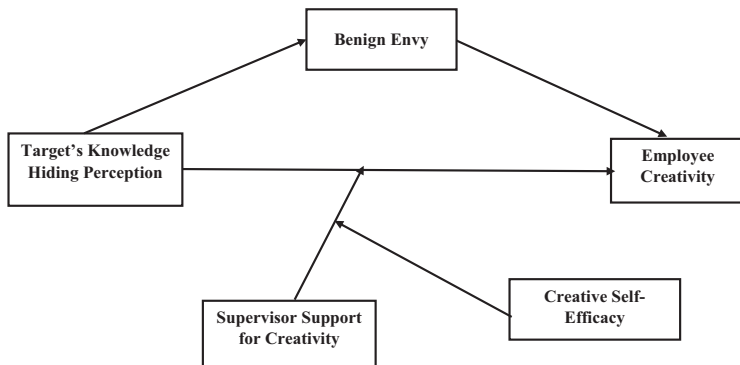 Benign Envy
Target's Knowledge
Hiding Perception
Employee
Creativity
Supervisor Support
for Creativity
Creative Self-
Efficacy